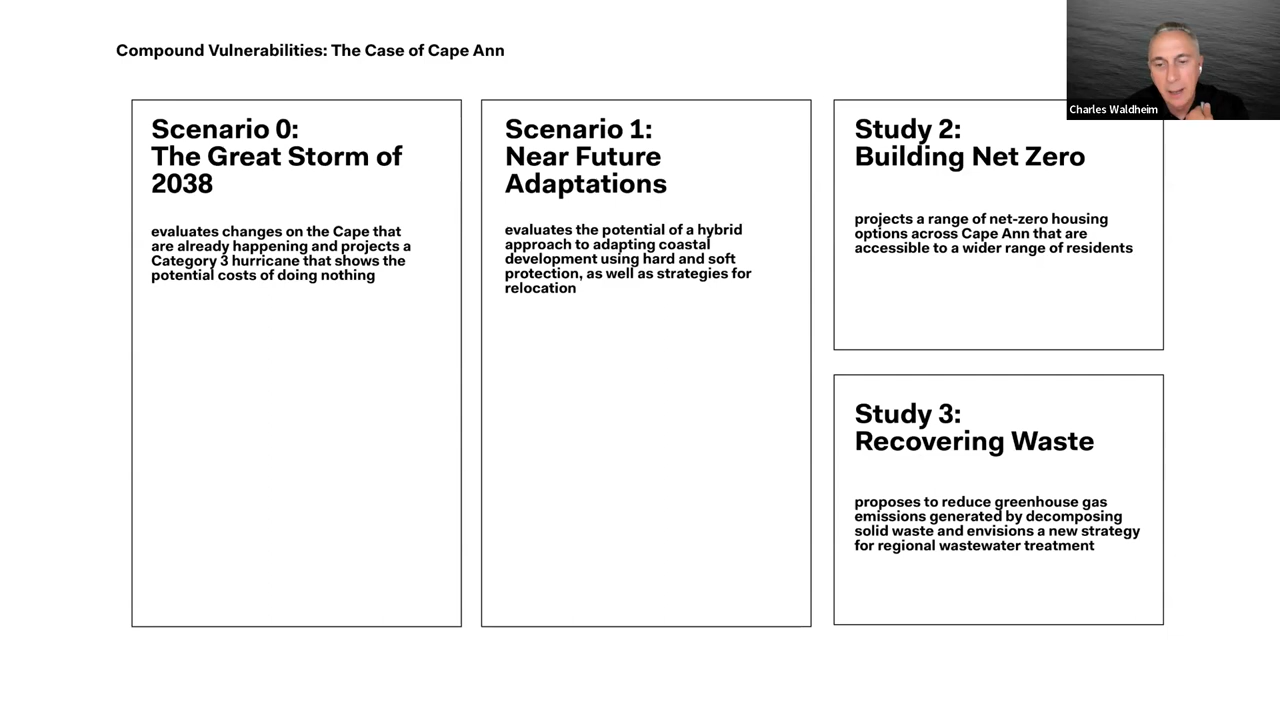 Compound Vulnerabilities: The Case of Cape Ann
Charles Waldheim
Scenario 0:
The Great Storm of
2038
evaluates changes on the Cape that
are already happening and projects a
Category 3 hurricane that shows the
potential costs of doing nothing
Scenario 1:
Near Future
Adaptations
evaluates the potential of a hybrid
approach to adapting coastal
development using hard and soft
protection, as well as strategies for
relocation
Study 2:
Building Net Zero
projects a range of net-zero housing
options across Cape Ann that are
accessible to a wider range of residents
Study 3:
Recovering Waste
proposes to reduce greenhouse gas
emissions generated by decomposing
solid waste and envisions a new strategy
for regional wastewater treatment